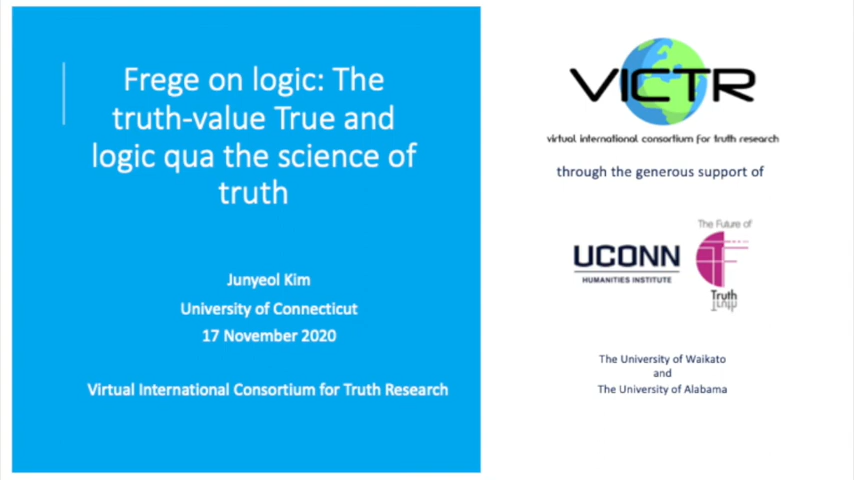 Frege on logic: The
truth-value True and
logic qua the science of
truth
Junyeol Kim
University of Connecticut
17 November 2020
Virtual International Consortium for Truth Research
VICTR
virtual international consortium for truth research
through the generous support of
UCONN
HUMANITIES INSTITUTE
The Future of
Truth
The University of Waikato
and
The University of Alabama